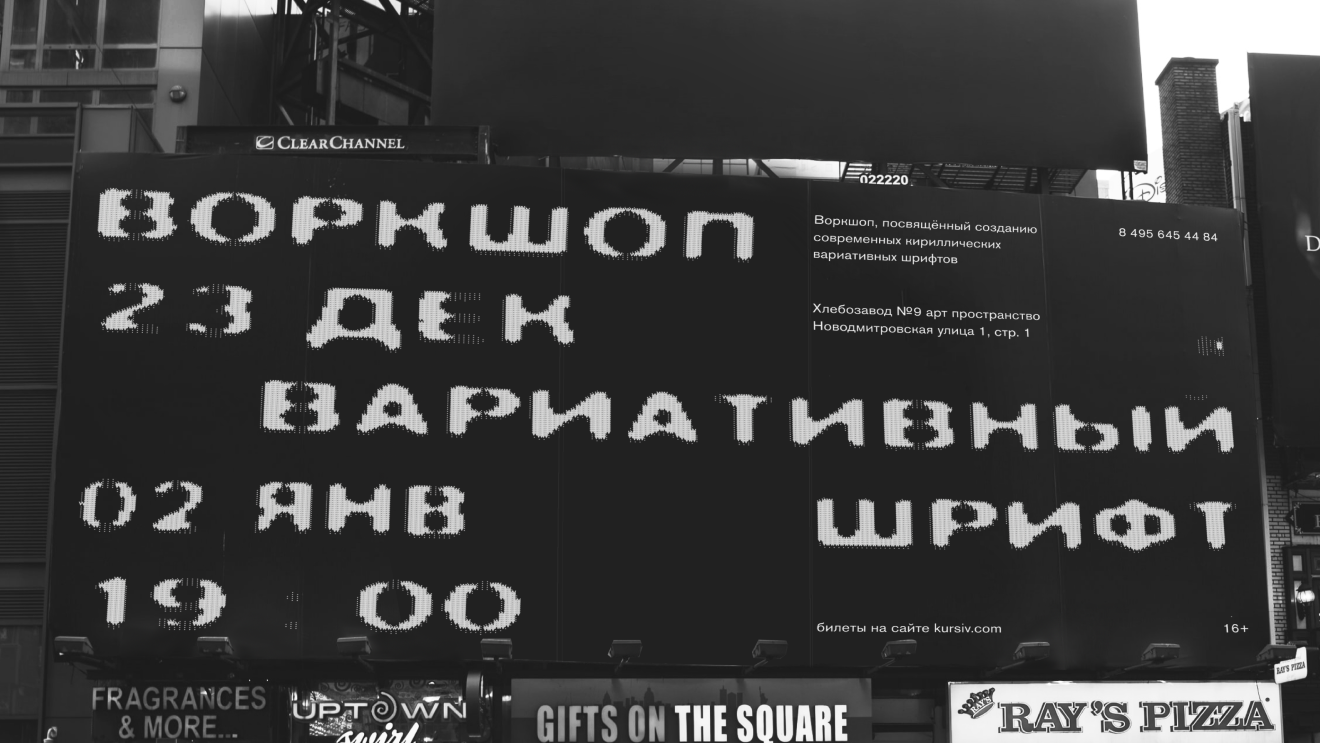 CLEARCHANNEL
022220
ВОРКШОП
23 ДЕК
ВАРИАТИВНЫЙ
02 ЯНВ
ШРИФТ
19 : 00
Воркшоп, посвящённый созданию
современных кириллических
вариативных шрифтов
8 495 645 44 84
Хлебозавод №9 арт пространство
Новодмитровская улица 1, стр. 1
билеты на сайте kursiv.com
16+
FRAGRANCES
& MORE...
UPTOWN
swirl
GIFTS ON THE SQUARE
RAY'S
RAY'S PIZZA
RAY'S PIZZA